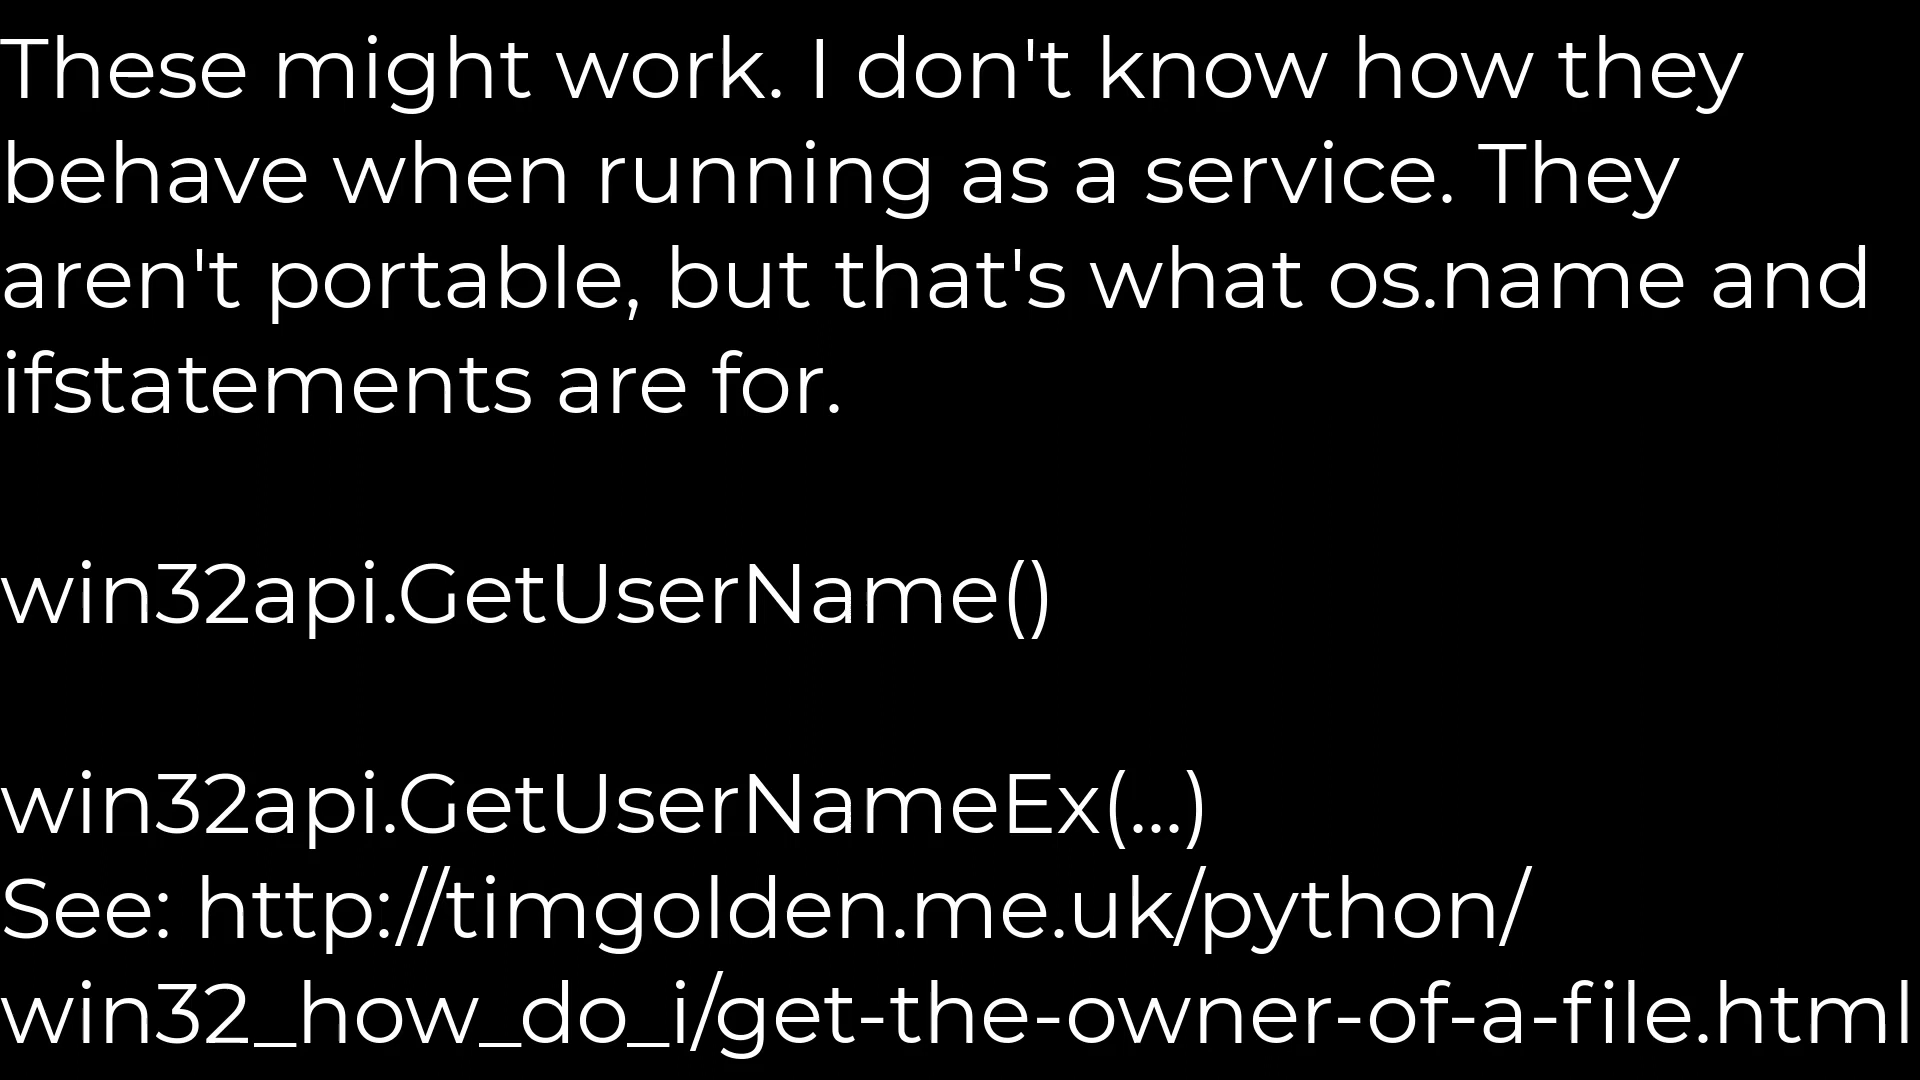 These might work. I don't know how they
behave when running as a service. They
aren't portable, but that's what os.name and
ifstatements are for.
win32api.GetUserName()
win32api.GetUserNameEx(...)
See: http://timgolden.me.uk/python/
win32_how_do_i/get-the-owner-of-a-file.html